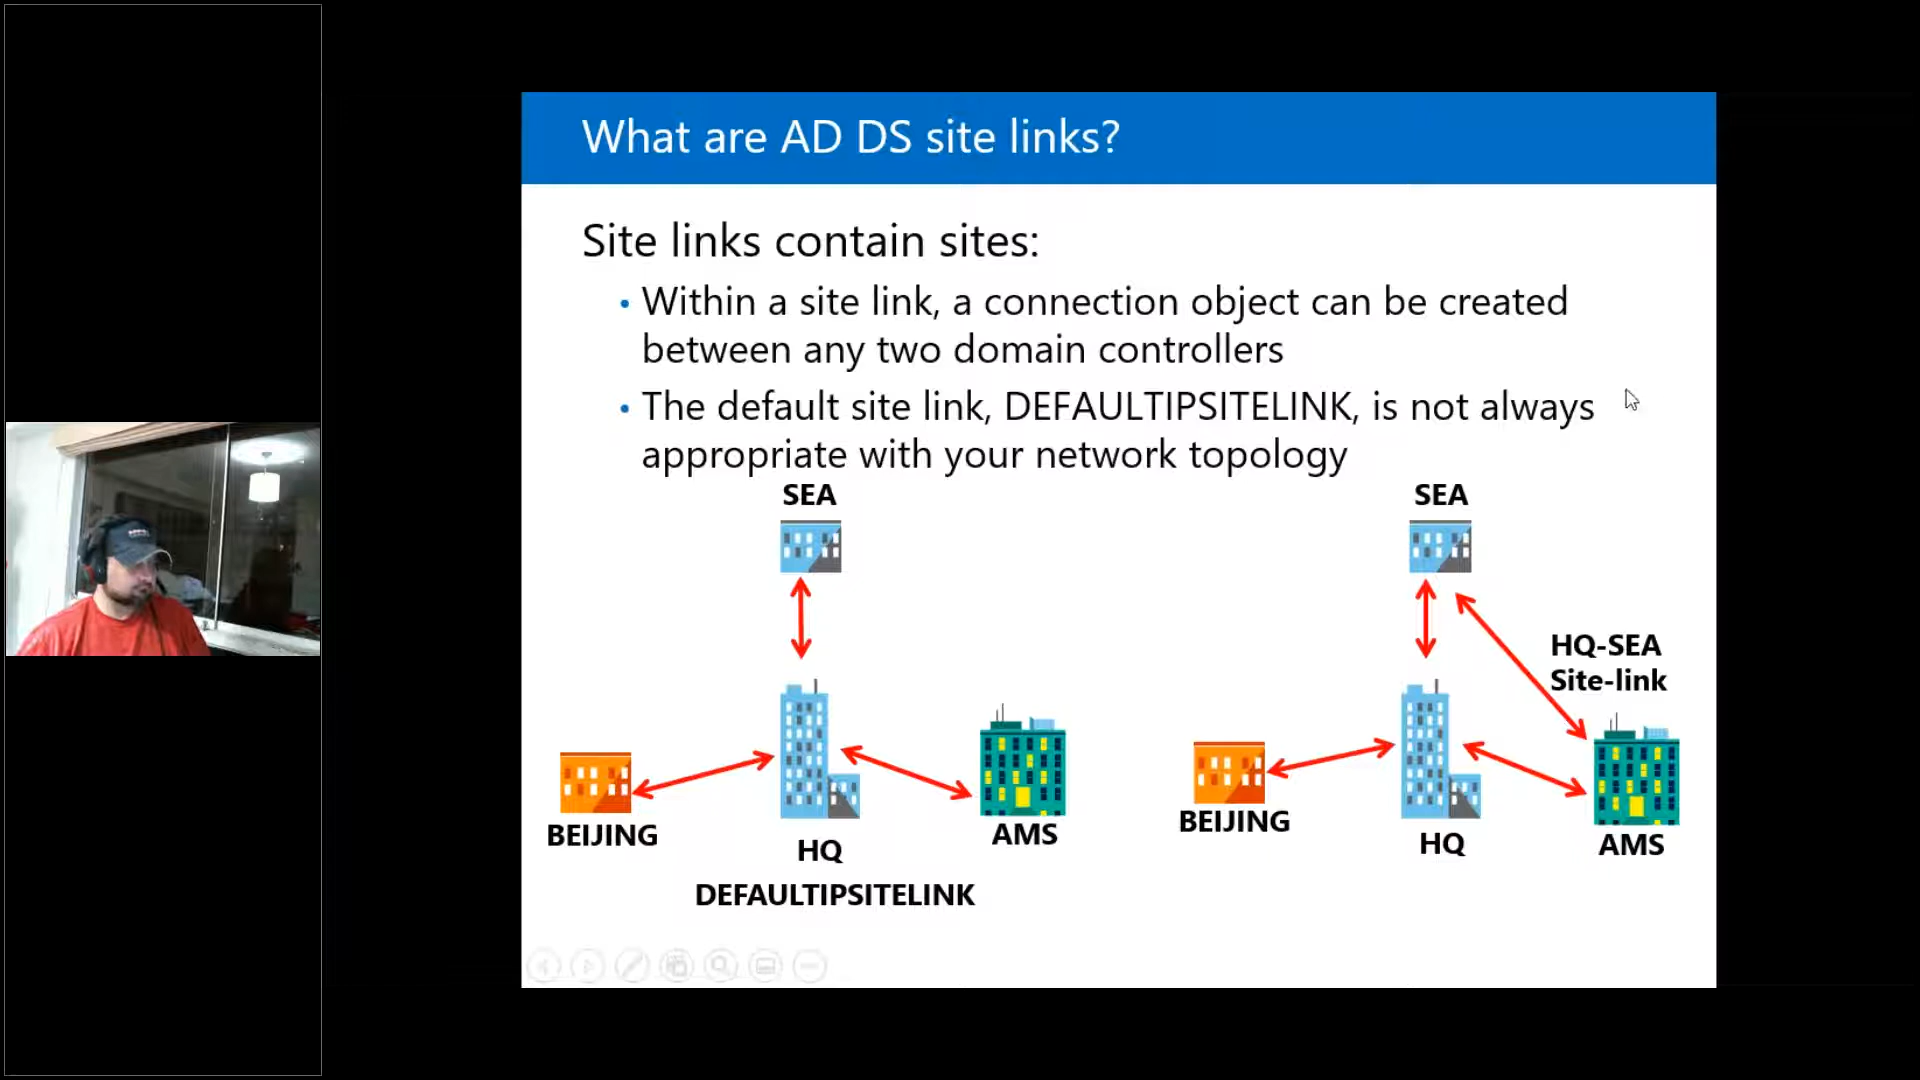 What are AD DS site links?
Site links contain sites:
• Within a site link, a connection object can be created
between any two domain controllers
• The default site link, DEFAULTIPSITELINK, is not always
appropriate with your network topology
SEA
BEIJING
HQ
AMS
DEFAULTIPSITELINK
SEA
HQ-SEA
Site-link
BEIJING
HQ
AMS